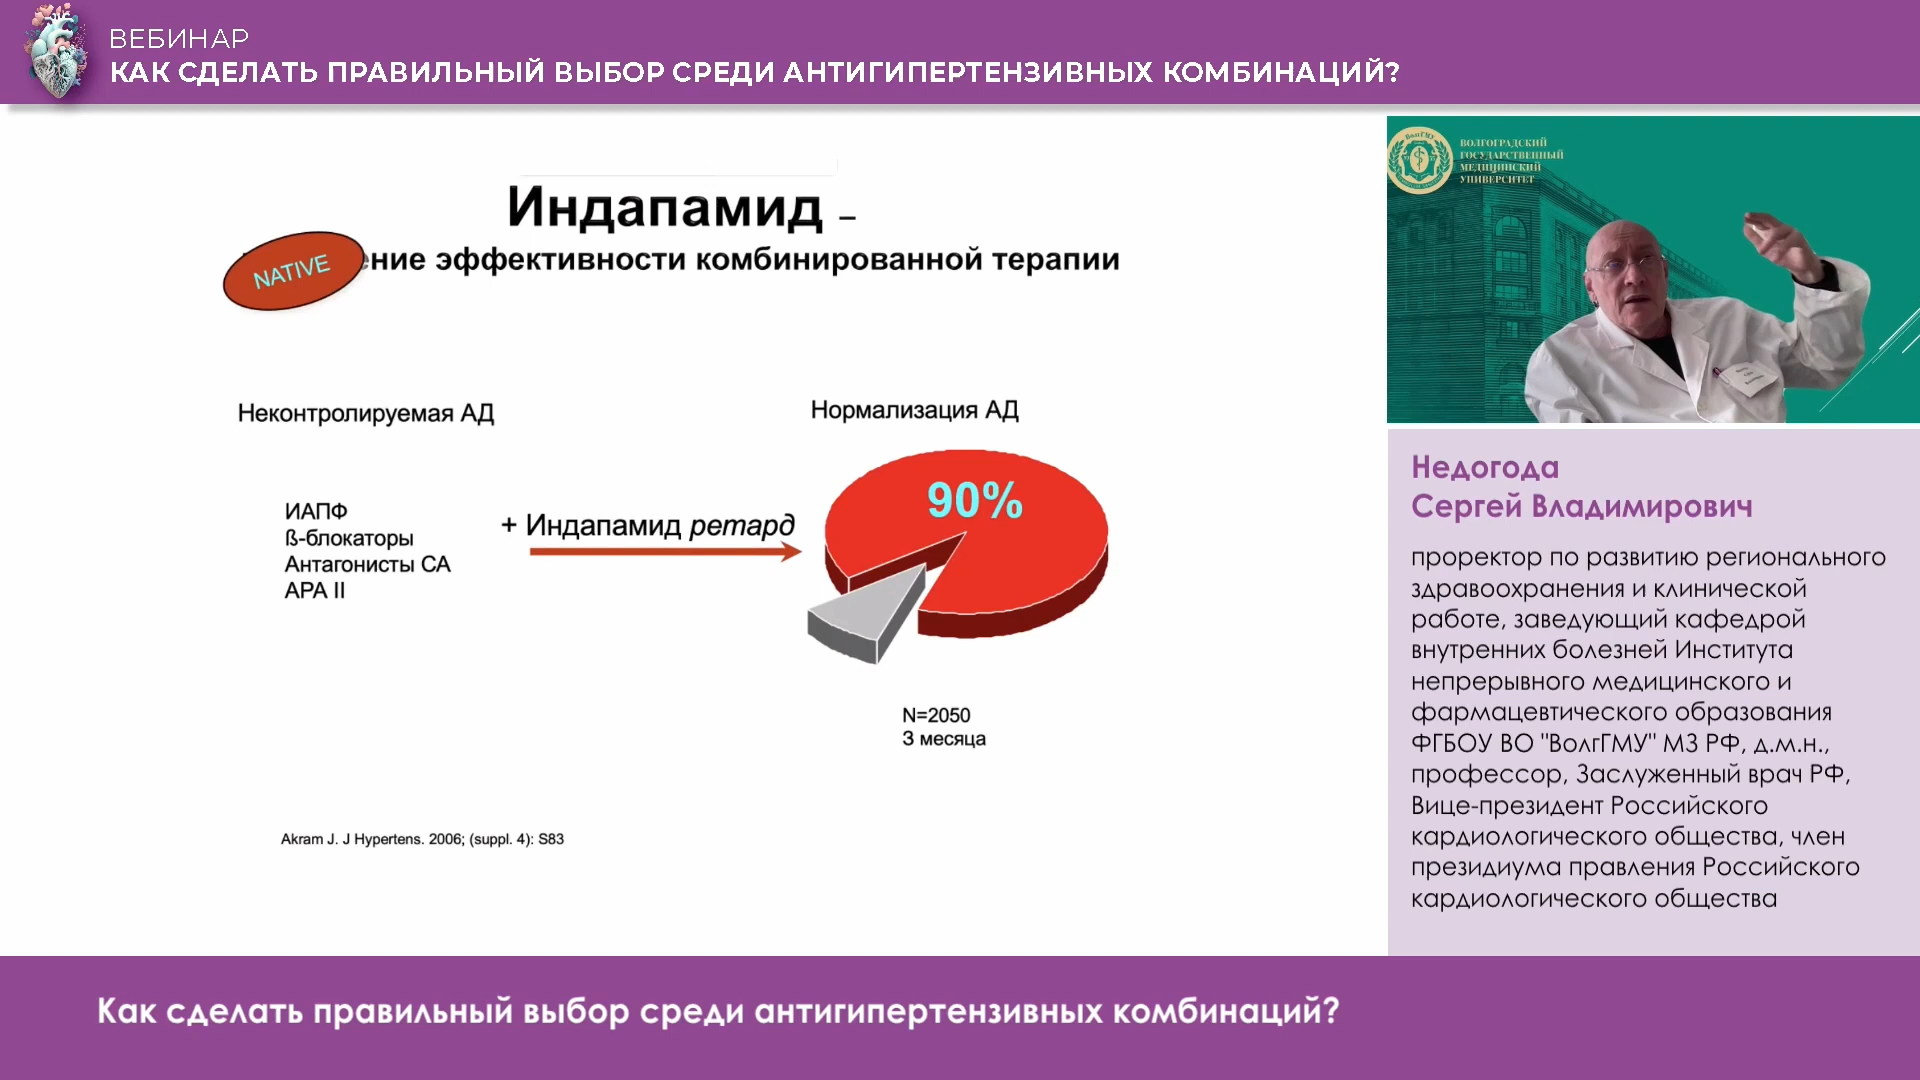 ВЕБИНАР
КАК СДЕЛАТЬ ПРАВИЛЬНЫЙ ВЫБОР СРЕДИ АНТИГИПЕРТЕНЗИВНЫХ КОМБИНАЦИЙ?
Индапамид –
NATIVE
ение эффективности комбинированной терапии
Неконтролируемая АД
Нормализация АД
ИАПФ
ß-блокаторы
Антагонисты СА
АРА II
+ Индапамид ретард
90%
N=2050
3 месяца
Akram J. J Hypertens. 2006; (suppl. 4): S83
ВолгГМУ
ВОЛГОГРАДСКИЙ
ГОСУДАРСТВЕННЫЙ
МЕДИЦИНСКИЙ
УНИВЕРСИТЕТ
Недогода
Сергей Владимирович
проректор по развитию регионального
здравоохранения и клинической
работе, заведующий кафедрой
внутренних болезней Института
непрерывного медицинского и
фармацевтического образования
ФГБОУ ВО "ВолгГМУ" МЗ РФ, д.м.н.,
профессор, Заслуженный врач РФ,
Вице-президент Российского
кардиологического общества, член
президиума правления Российского
кардиологического общества
Как сделать правильный выбор среди антигипертензивных комбинаций?